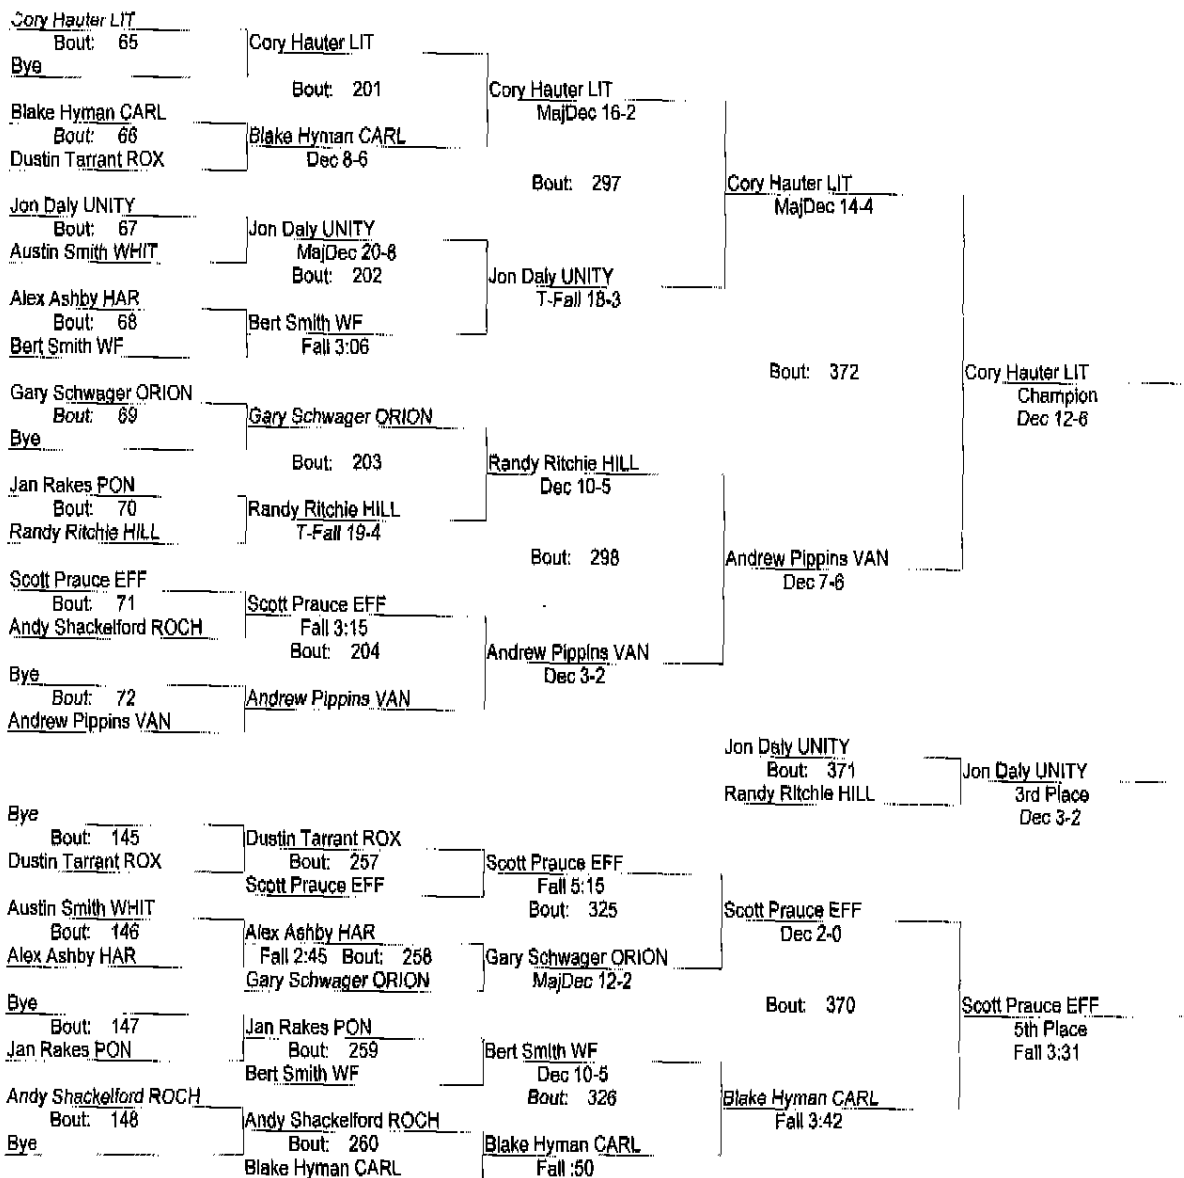 Cory Hauter LIT
Bout: 65
Bye
Cory Hauter LIT
Bout: 201
Blake Hyman CARL
Bout: 66
Dustin Tarrant ROX
Blake Hyman CARL
Dec 8-6
Cory Hauter LIT
MajDec 16-2
Bout: 297
Jon Daly UNITY
Bout: 67
Austin Smith WHIT
Jon Daly UNITY
MajDec 20-8
Bout: 202
Alex Ashby HAR
Bout: 68
Bert Smith WF
Bert Smith WF
Fall 3:06
Jon Daly UNITY
T-Fall 18-3
Cory Hauter LIT
MajDec 14-4
Bout: 372
Gary Schwager ORION
Bout: 69
Bye
Gary Schwager ORION
Bout: 203
Jan Rakes PON
Bout: 70
Randy Ritchie HILL
Randy Ritchie HILL
T-Fall 19-4
Randy Ritchie HILL
Dec 10-5
Bout: 298
Scott Prauce EFF
Bout: 71
Andy Shackelford ROCH
Scott Prauce EFF
Fall 3:15
Bout: 204
Bye
Bout: 72
Andrew Pippins VAN
Andrew Pippins VAN
Andrew Pippins VAN
Dec 3-2
Andrew Pippins VAN
Dec 7-6
Cory Hauter LIT
Champion
Dec 12-6
Jon Daly UNITY
Bout: 371
Randy Ritchie HILL
Jon Daly UNITY
3rd Place
Dec 3-2
Bye
Bout: 145
Dustin Tarrant ROX
Dustin Tarrant ROX
Bout: 257
Scott Prauce EFF
Scott Prauce EFF
Fall 5:15
Bout: 325
Austin Smith WHIT
Bout: 146
Alex Ashby HAR
Alex Ashby HAR
Fall 2:45 Bout: 258
Gary Schwager ORION
Gary Schwager ORION
MajDec 12-2
Scott Prauce EFF
Dec 2-0
Bout: 370
Bye
Bout: 147
Jan Rakes PON
Jan Rakes PON
Bout: 259
Bert Smith WF
Bert Smith WF
Dec 10-5
Bout: 326
Andy Shackelford ROCH
Bout: 148
Bye
Andy Shackelford ROCH
Bout: 260
Blake Hyman CARL
Blake Hyman CARL
Fall :50
Blake Hyman CARL
Fall 3:42
Scott Prauce EFF
5th Place
Fall 3:31